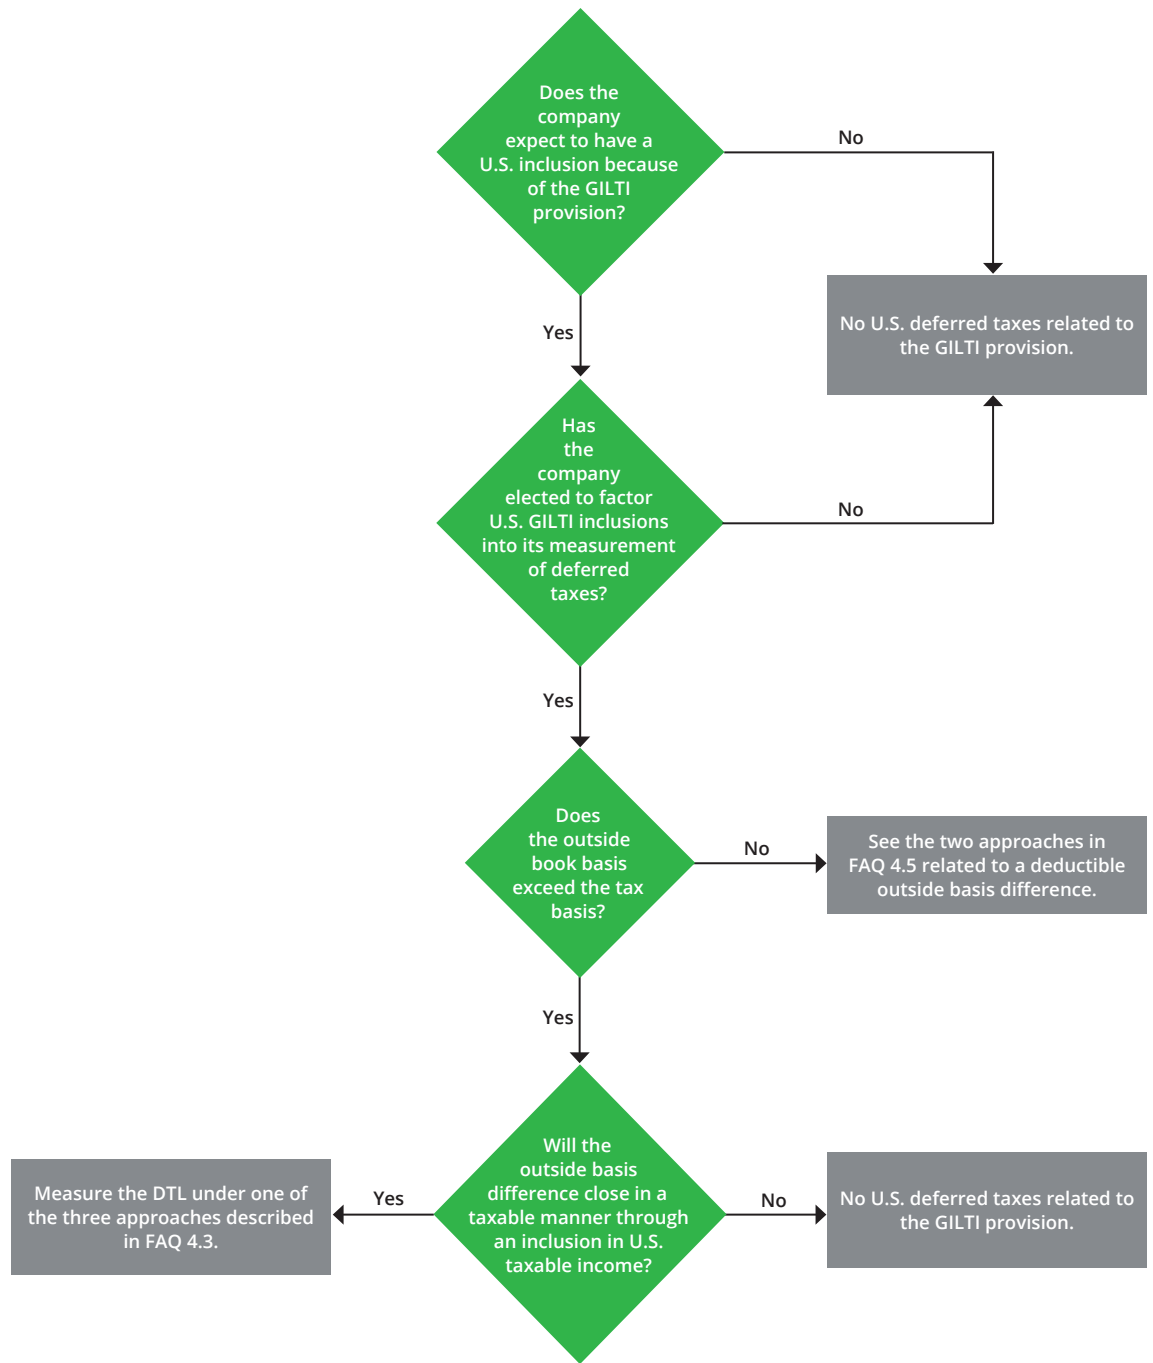 Does the
company
expect to have a
U.S. inclusion because
of the GILTI
provision?
No
No U.S. deferred taxes related to
the GILTI provision.
Yes
Has
the
company
elected to factor
U.S. GILTI inclusions
into its measurement
of deferred
taxes?
No
Yes
Does
the outside
book basis
exceed the tax
basis?
No
See the two approaches in
FAQ 4.5 related to a deductible
outside basis difference.
Yes
Will the
outside basis
difference close in a
taxable manner through
an inclusion in U.S.
taxable income?
Yes
Measure the DTL under one of
the three approaches described
in FAQ 4.3.
No
No U.S. deferred taxes related to
the GILTI provision.